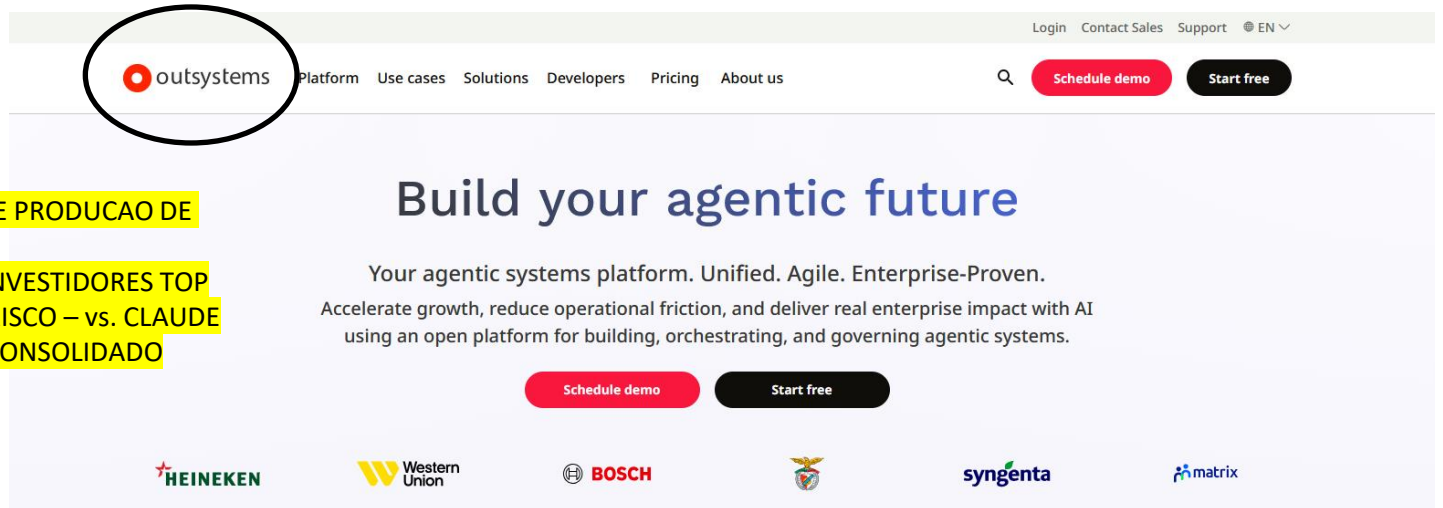 Login Contact Sales Support EN
outsystems Platform Use cases Solutions Developers Pricing About us Schedule demo Start free
Build your agentic future
E PRODUCAO DE
NVESTIDORES TOP
ISCO – vs. CLAUDE
ONSOLIDADO
Your agentic systems platform. Unified. Agile. Enterprise-Proven.
Accelerate growth, reduce operational friction, and deliver real enterprise impact with AI
using an open platform for building, orchestrating, and governing agentic systems.
Schedule demo Start free
HEINEKEN Western Union BOSCH syngenta matrix